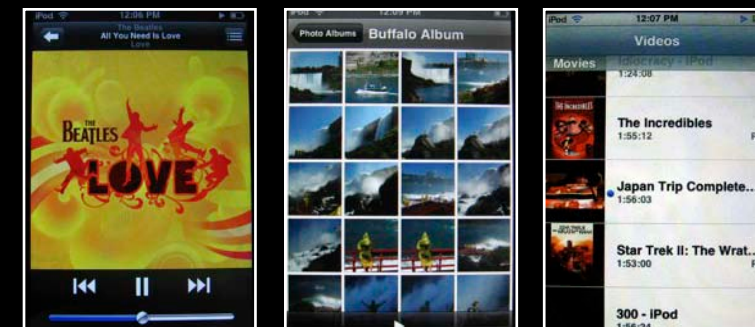 iPod 12:06 PM
The Beatles
All You Need Is Love
Love
THE
BEATLES
LOVE
iPod 12:09 PM
Photo Albums Buffalo Album
iPod 12:07 PM
Videos
Movies
Idiocracy - iPod
1:24:08
The Incredibles
1:55:12
Japan Trip Complete...
1:56:03
Star Trek II: The Wrat...
1:53:00
300 - iPod
1:56:34